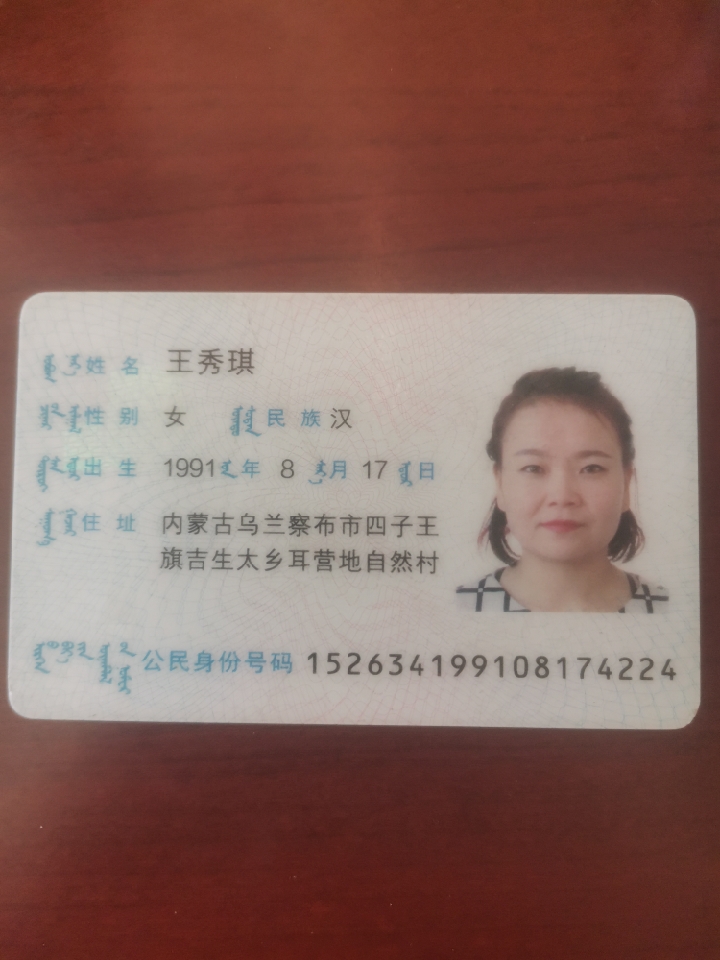 姓名 王秀琪
性别 女 民族 汉
出生 1991 年 8 月 17 日
住址 内蒙古乌兰察布市四子王
旗吉生太乡耳营地自然村
公民身份号码 152634199108174224